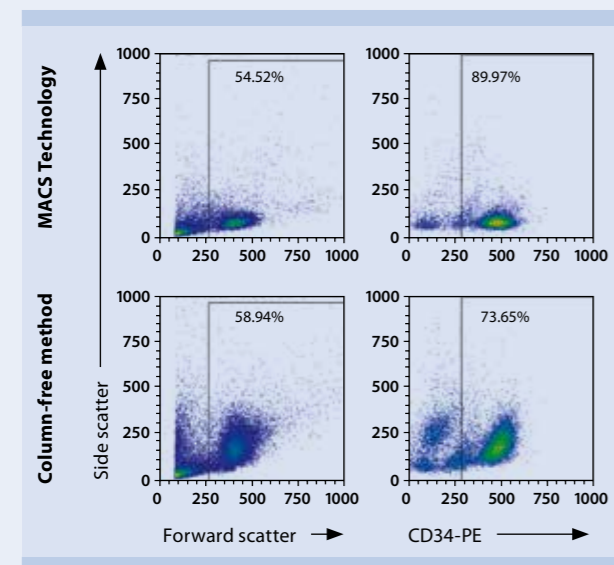 MACS Technology
1000
750
500
250
0
54.52%
0 250 500 750 1000
1000
750
500
250
0
89.97%
0 250 500 750 1000
Column-free method
Side scatter
1000
750
500
250
0
58.94%
0 250 500 750 1000
Forward scatter
1000
750
500
250
0
73.65%
0 250 500 750 1000
CD34-PE